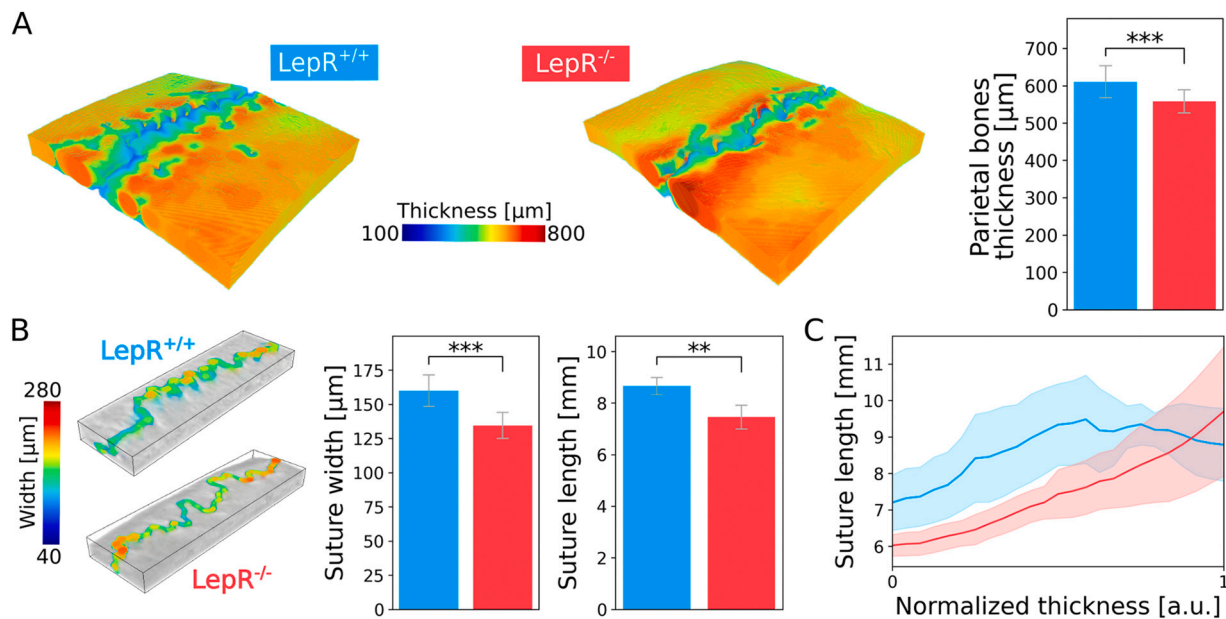 A
LepR+/+
LepR-/-
Thickness [µm]
100
800
Parietal bones
thickness [µm]
700
600
500
400
300
200
100
0
***
B
LepR+/+
280
Width [µm]
40
LepR-/-
Suture width [µm]
175
150
125
100
75
50
25
0
***
Suture length [mm]
10
8
6
4
2
0
**
C
Suture length [mm]
11
10
9
8
7
6
0
1
Normalized thickness [a.u.]